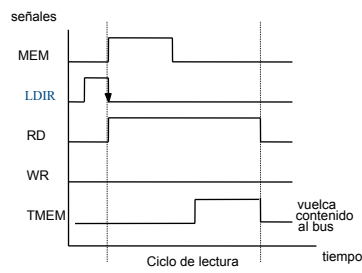 señales
MEM
LDIR
RD
WR
TMEM
vuelca
contenido
al bus
tiempo
Ciclo de lectura